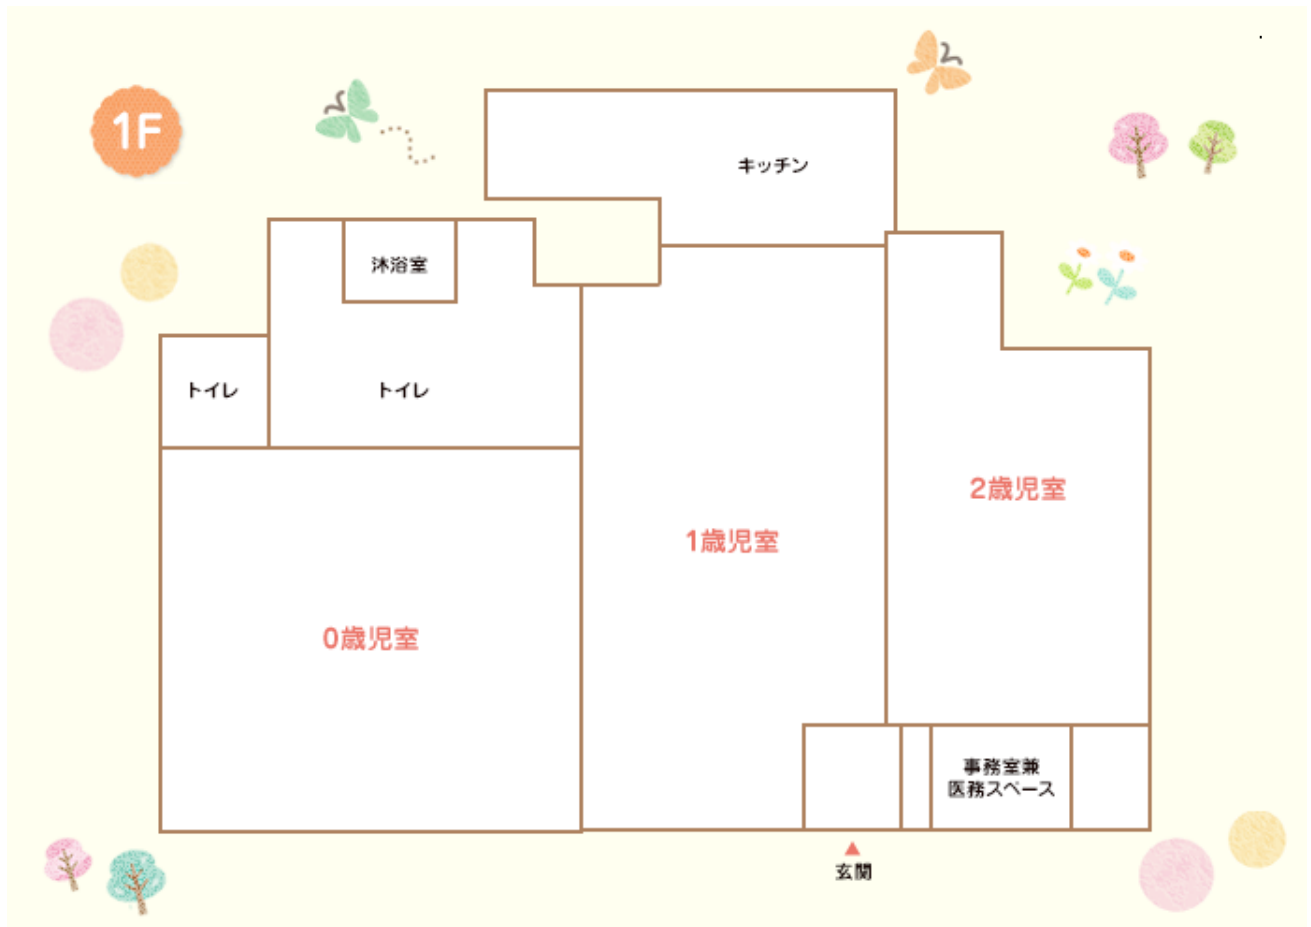 1F
キッチン
沐浴室
トイレ
トイレ
2歳児室
1歳児室
0歳児室
事務室兼
医務スペース
玄関